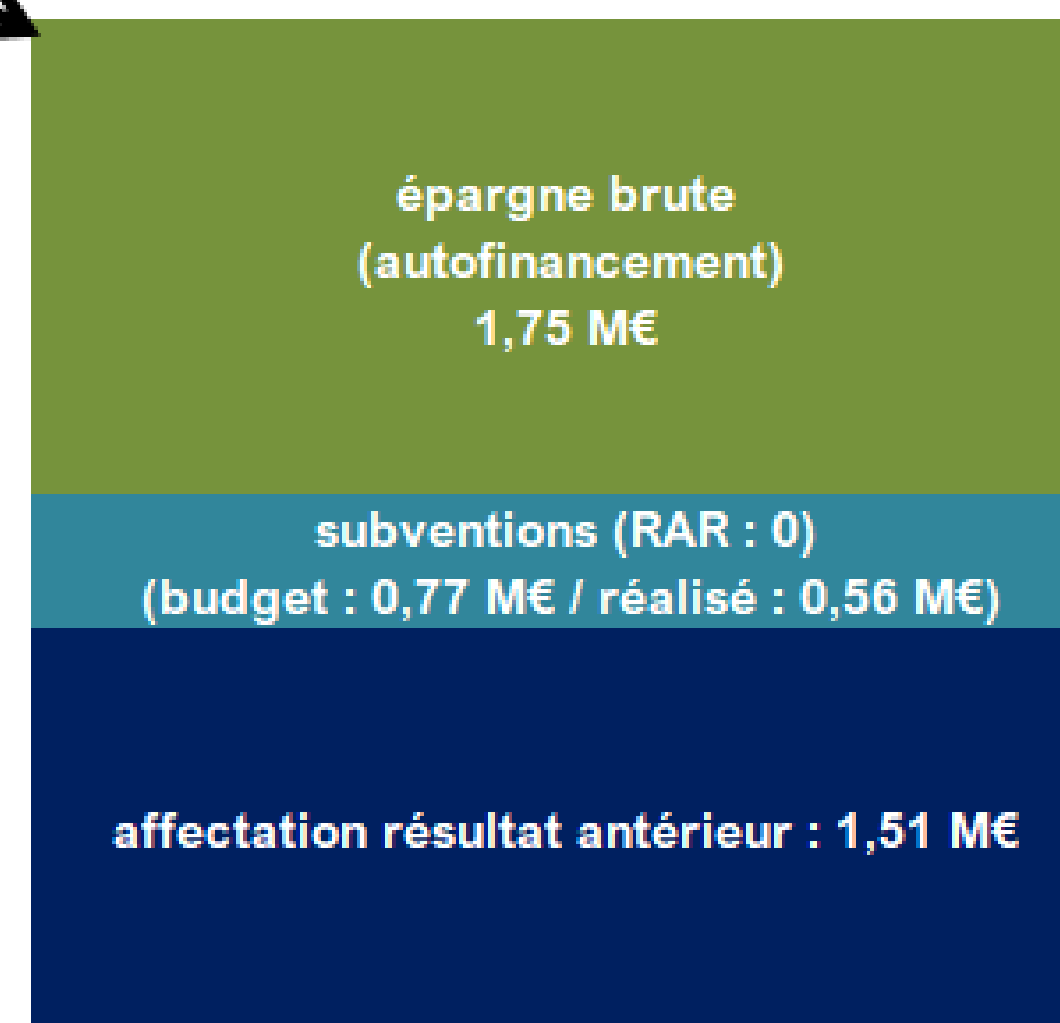 épargne brute
(autofinancement)
1,75 M€
subventions (RAR : 0)
(budget : 0,77 M€ / réalisé : 0,56 M€)
affectation résultat antérieur : 1,51 M€